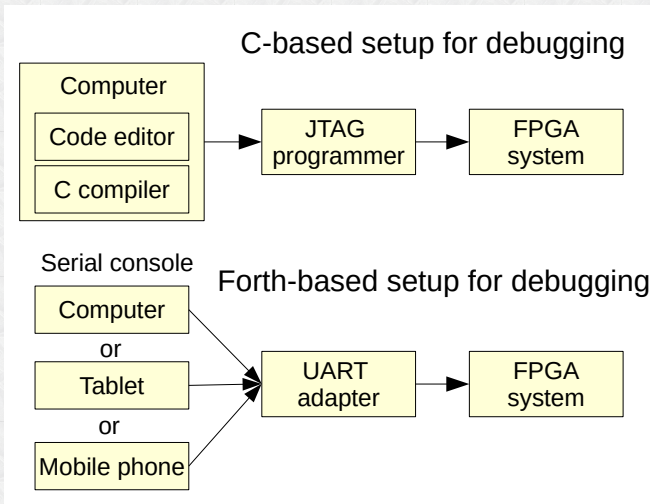 C-based setup for debugging
Computer
Code editor
C compiler
JTAG
programmer
FPGA
system
Serial console
Forth-based setup for debugging
Computer
or
Tablet
or
Mobile phone
UART
adapter
FPGA
system